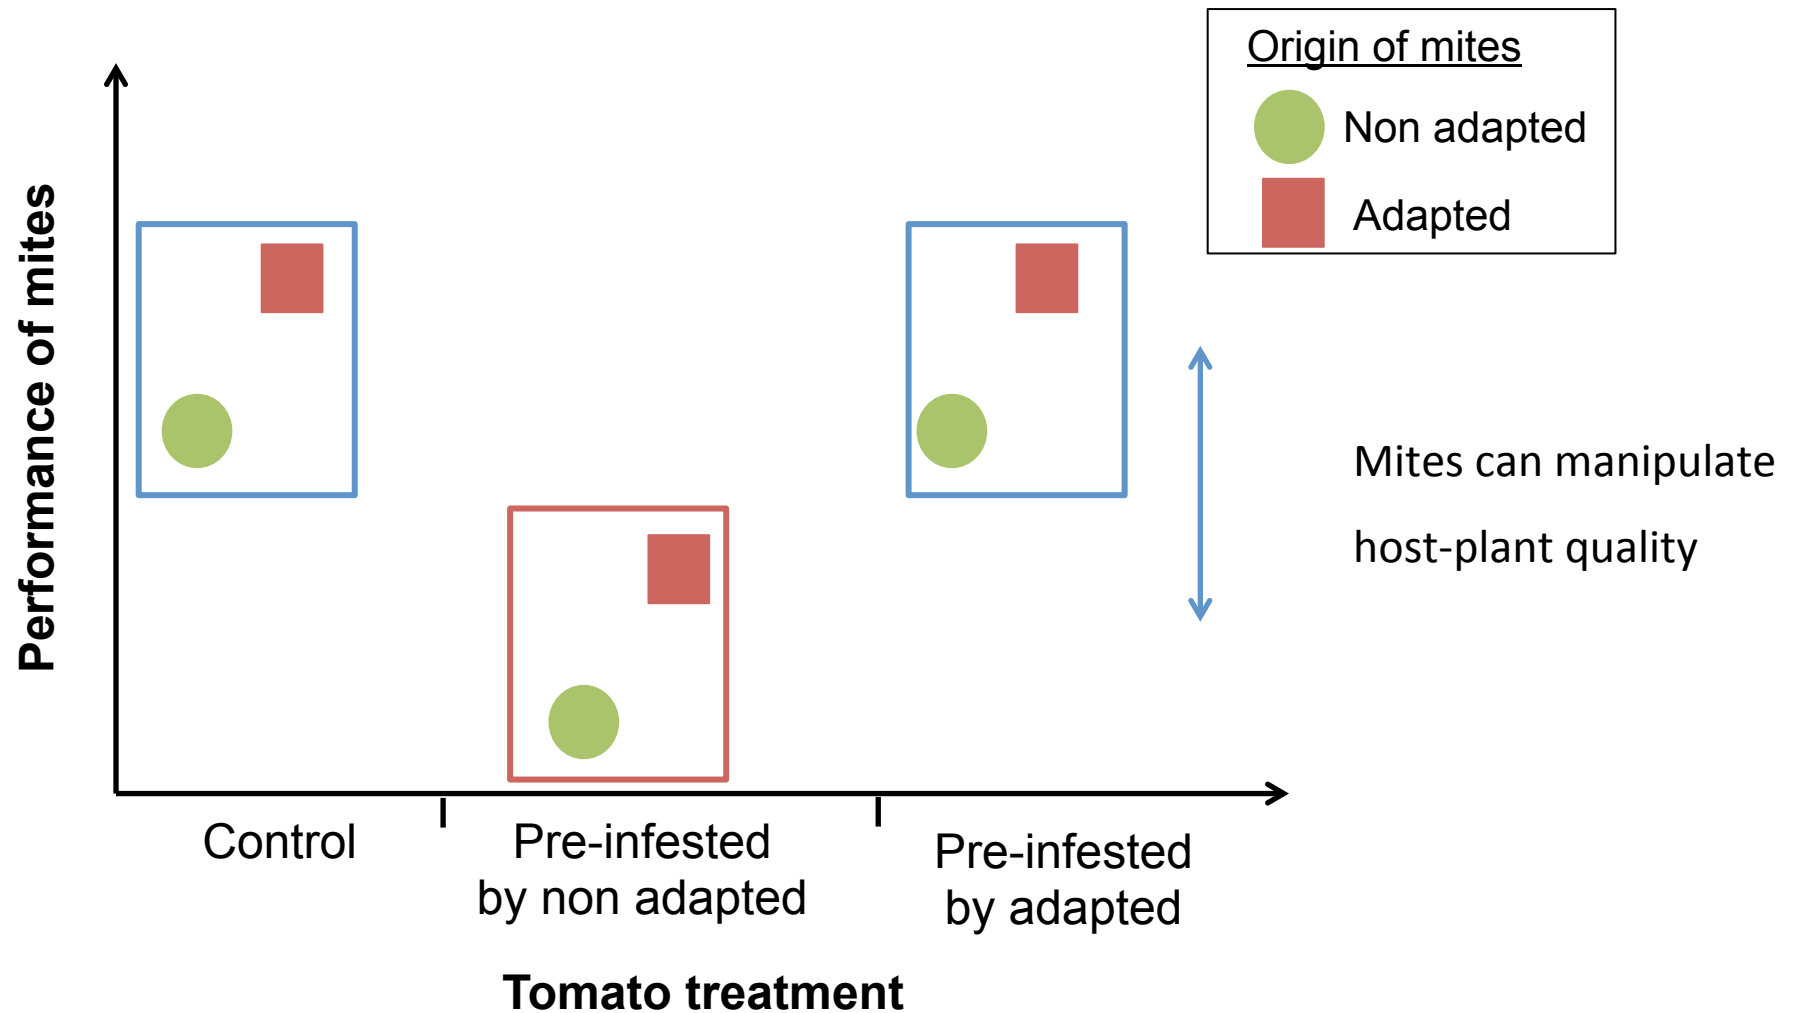 Origin of mites
Non adapted
Adapted
Performance of mites
Mites can manipulate
host-plant quality
Control
Pre-infested
by non adapted
Pre-infested
by adapted
Tomato treatment